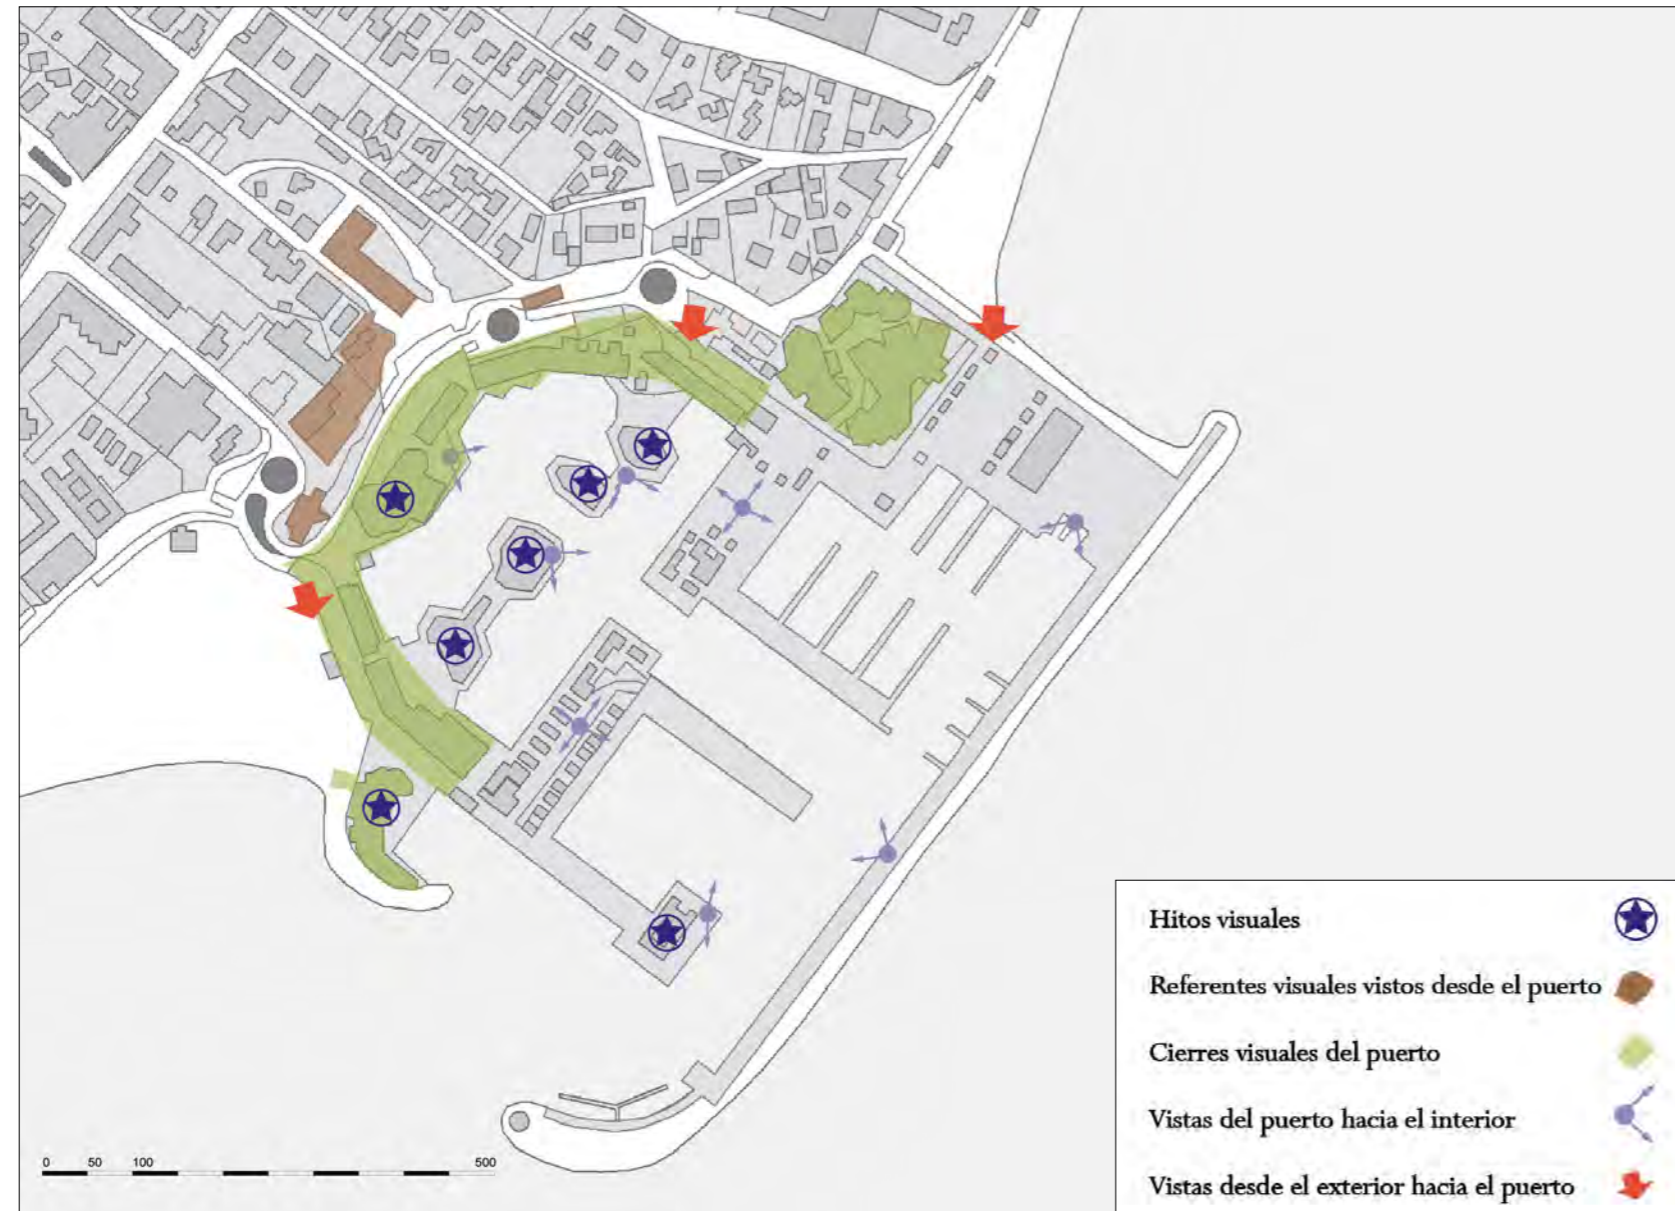 Hitos visuales
Referentes visuales vistos desde el puerto
Cierres visuales del puerto
Vistas del puerto hacia el interior
Vistas desde el exterior hacia el puerto
0 50 100 500